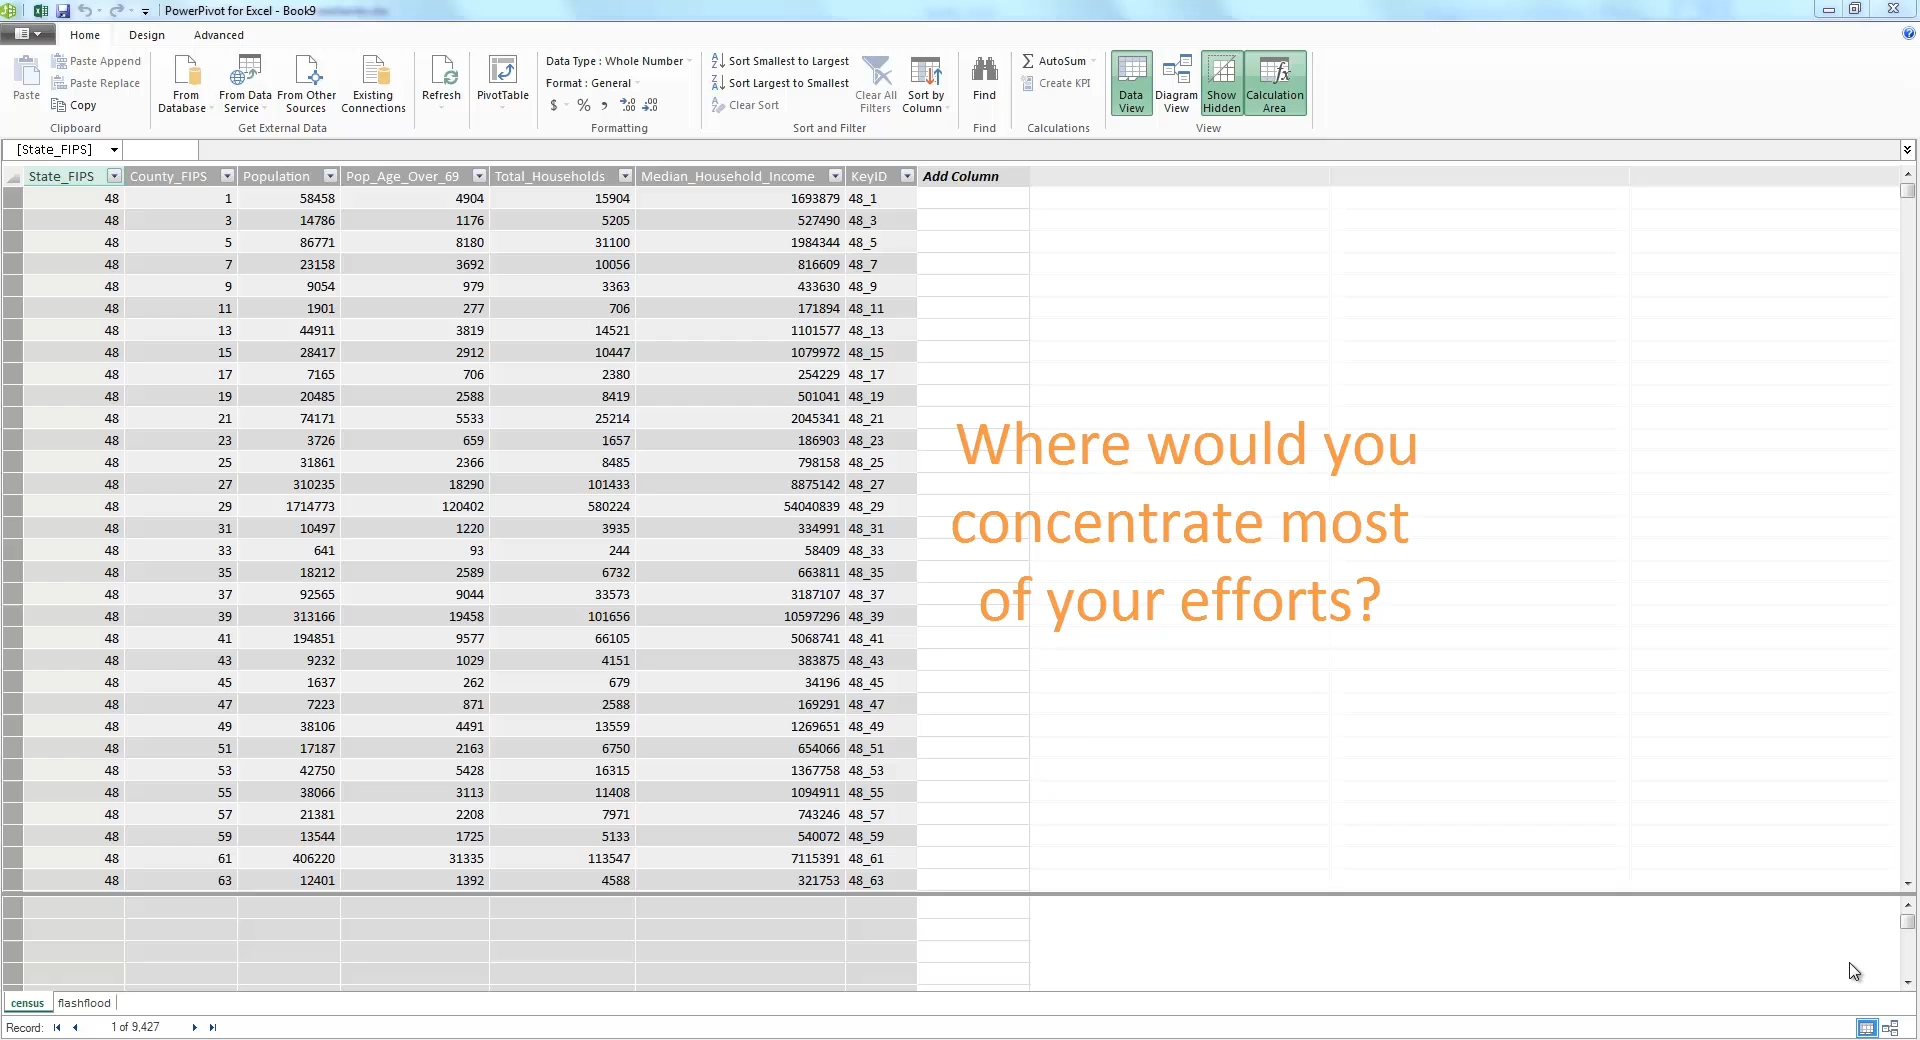 PowerPivot for Excel - Book9
Home Design Advanced
Paste
Paste Append
Paste Replace
Copy
Clipboard
From Database
From Data Service
From Other Sources
Existing Connections
Get External Data
Refresh
PivotTable
Data Type : Whole Number
Format : General
$ % , .00 .00
Formatting
Sort Smallest to Largest
Sort Largest to Smallest
Clear Sort
Clear All Filters
Sort by Column
Sort and Filter
Find
Find
AutoSum
Create KPI
Calculations
Data View
Diagram View
Show Hidden
Calculation Area
View
[State_FIPS]
State_FIPS County_FIPS Population Pop_Age_Over_69 Total_Households Median_Household_Income KeyID Add Column
48 1 58458 4904 15904 1693879 48_1
48 3 14786 1176 5205 527490 48_3
48 5 86771 8180 31100 1984344 48_5
48 7 23158 3692 10056 816609 48_7
48 9 9054 979 3363 433630 48_9
48 11 1901 277 706 171894 48_11
48 13 44911 3819 14521 1101577 48_13
48 15 28417 2912 10447 1079972 48_15
48 17 7165 706 2380 254229 48_17
48 19 20485 2588 8419 501041 48_19
48 21 74171 5533 25214 2045341 48_21
48 23 3726 659 1657 186903 48_23
48 25 31861 2366 8485 798158 48_25
48 27 310235 18290 101433 8875142 48_27
48 29 1714773 120402 580224 54040839 48_29
48 31 10497 1220 3935 334991 48_31
48 33 641 93 244 58409 48_33
48 35 18212 2589 6732 663811 48_35
48 37 92565 9044 33573 3187107 48_37
48 39 313166 19458 101656 10597296 48_39
48 41 194851 9577 66105 5068741 48_41
48 43 9232 1029 4151 383875 48_43
48 45 1637 262 679 34196 48_45
48 47 7223 871 2588 169291 48_47
48 49 38106 4491 13559 1269651 48_49
48 51 17187 2163 6750 654066 48_51
48 53 42750 5428 16315 1367758 48_53
48 55 38066 3113 11408 1094911 48_55
48 57 21381 2208 7971 743246 48_57
48 59 13544 1725 5133 540072 48_59
48 61 406220 31335 113547 7115391 48_61
48 63 12401 1392 4588 321753 48_63
Where would you
concentrate most
of your efforts?
census flashflood
Record: 1 of 9,427